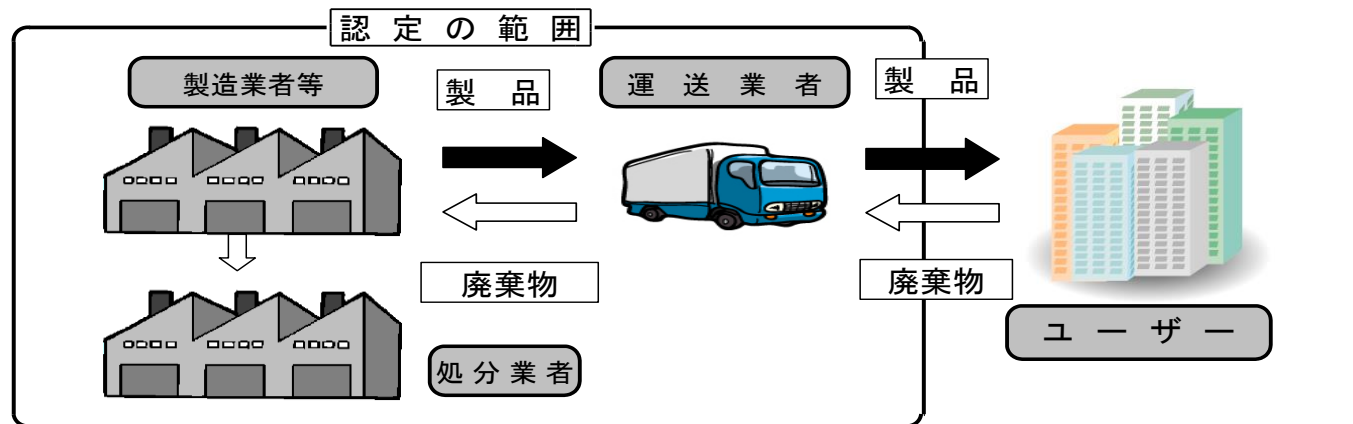 認定の範囲
製造業者等
製品
運送業者
製品
廃棄物
廃棄物
処分業者
ユーザー